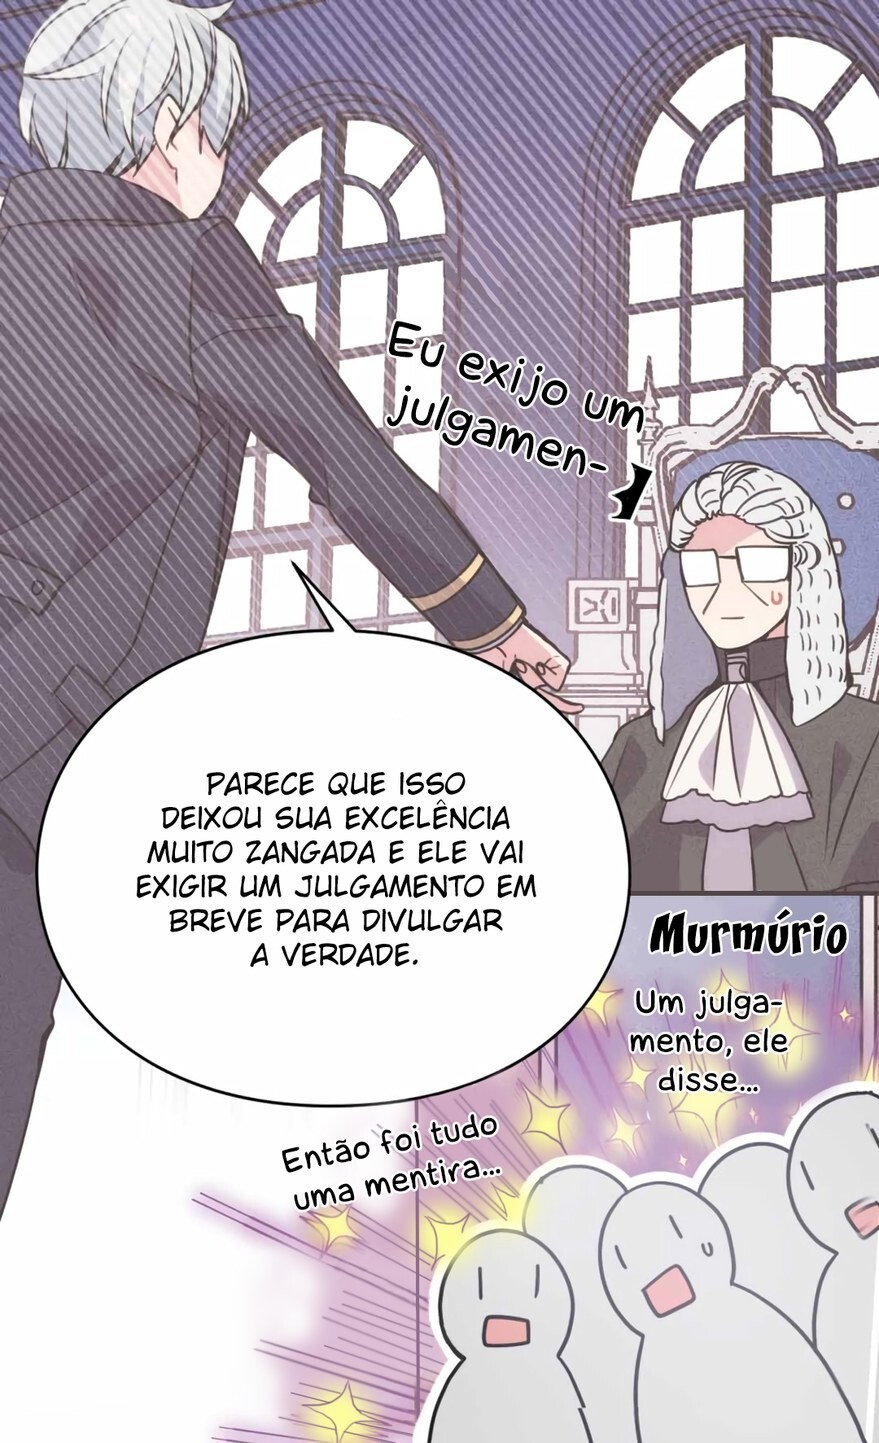 Eu exijo um
julgamen-
PARECE QUE ISSO
DEIXOU SUA EXCELÊNCIA
MUITO ZANGADA E ELE VAI
EXIGIR UM JULGAMENTO EM
BREVE PARA DIVULGAR
A VERDADE.
Murmúrio
Um julga-
mento, ele
disse...
Então foi tudo
uma mentira...